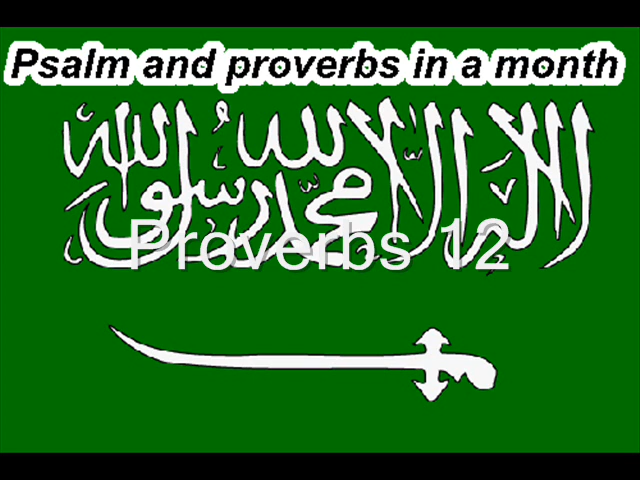 Psalm and proverbs in a month
لا إله إلا الله محمد رسول الله
Proverbs 12